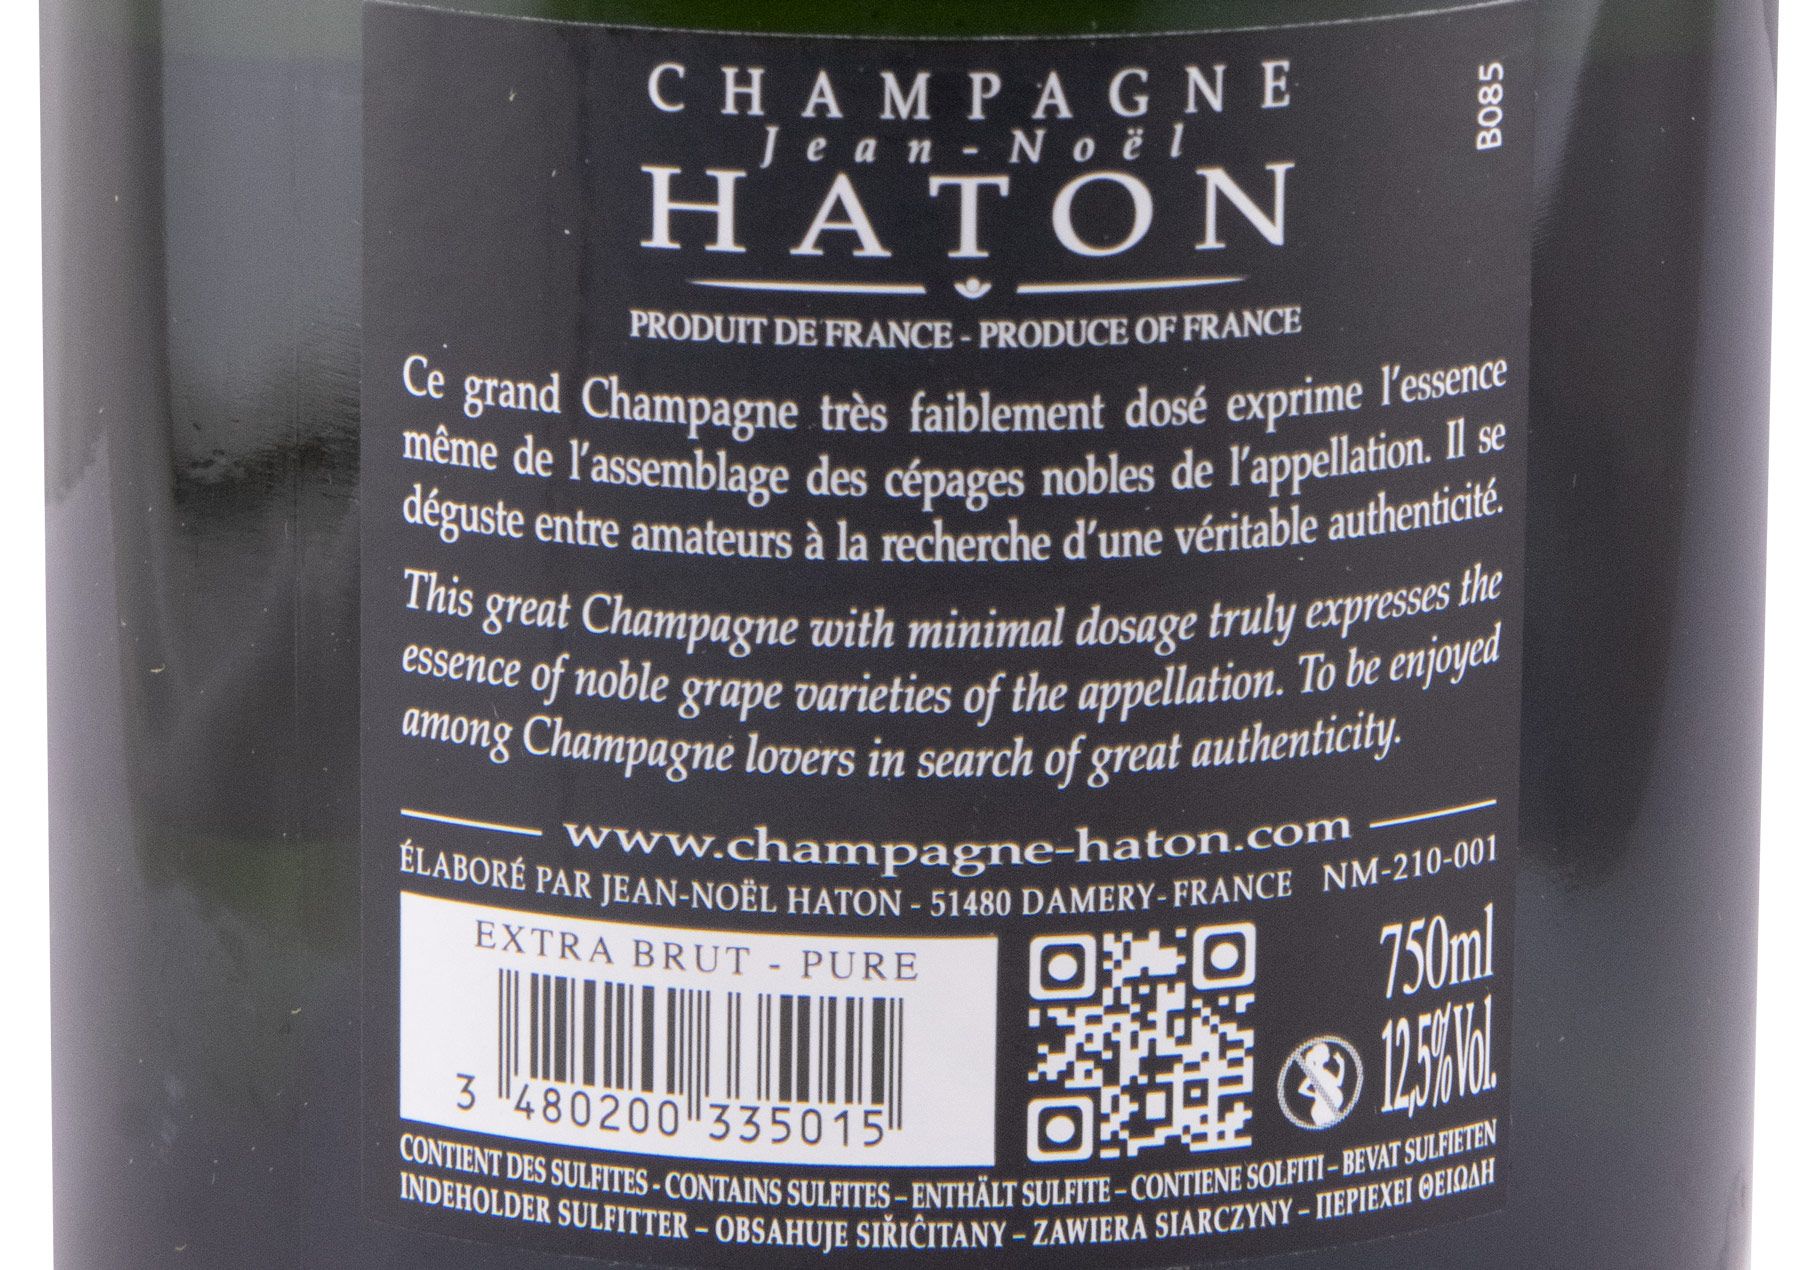 CHAMPAGNE
B085
Jean-Noël
HATON
PRODUIT DE FRANCE - PRODUCE OF FRANCE
Ce grand Champagne très faiblement dosé exprime l'essence
même de l'assemblage des cépages nobles de l'appellation. Il se
déguste entre amateurs à la recherche d'une véritable authenticité.
This great Champagne with minimal dosage truly expresses the
essence of noble grape varieties of the appellation. To be enjoyed
among Champagne lovers in search of great authenticity.
www.champagne-haton.com
ÉLABORÉ PAR JEAN-NOËL HATON - 51480 DAMERY- FRANCE NM-210-001
EXTRA BRUT - PURE
3 480200 335015
750ml
12,5%Vol.
CONTIENT DES SULFITES - CONTAINS SULFITES – ENTHÄLT SULFITE – CONTIENE SOLFITI – BEVAT SULFIETEN
INDEHOLDER SULFITTER – OBSAHUJE SIŘIĈITANY – ZAWIERA SIARCZYNY – ΠΕΡΙΕΧΕΙ ΘΕΙΩΔΗ